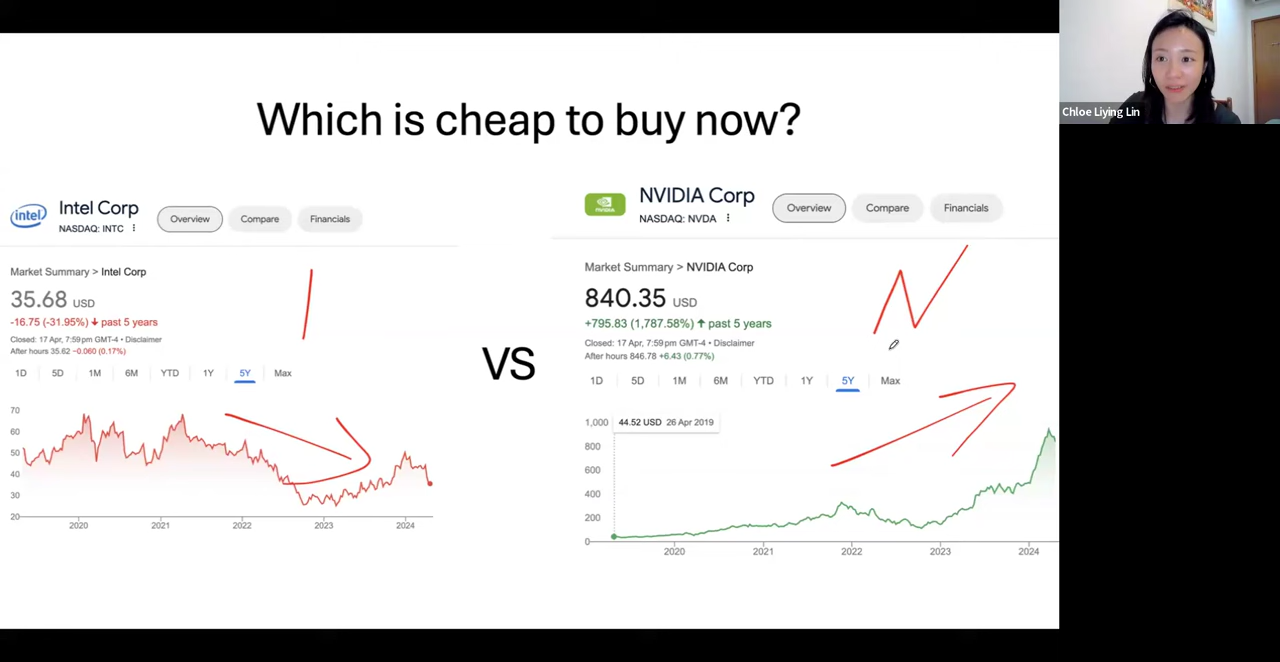 Chloe Liying Lin
Which is cheap to buy now?
intel
Intel Corp
NASDAQ: INTC
Overview
Compare
Financials
Market Summary > Intel Corp
35.68 USD
-16.75 (-31.95%) ↓ past 5 years
Closed: 17 Apr, 7:59 pm GMT-4 • Disclaimer
After hours 35.62 −0.060 (0.17%)
1D 5D 1M 6M YTD 1Y 5Y Max
70
60
50
40
30
20
2020 2021 2022 2023 2024
I
VS
NVIDIA
NVIDIA Corp
NASDAQ: NVDA
Overview
Compare
Financials
Market Summary > NVIDIA Corp
840.35 USD
+795.83 (1,787.58%) ↑ past 5 years
Closed: 17 Apr, 7:59 pm GMT-4 • Disclaimer
After hours 846.78 +6.43 (0.77%)
1D 5D 1M 6M YTD 1Y 5Y Max
1,000
44.52 USD 26 Apr 2019
800
600
400
200
0
2020 2021 2022 2023 2024
N